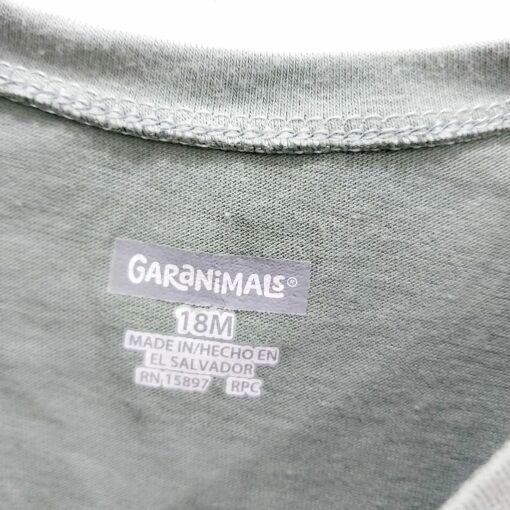 GARANIMALS®
18M
MADE IN/HECHO EN
EL SALVADOR
RN 15897 RPC